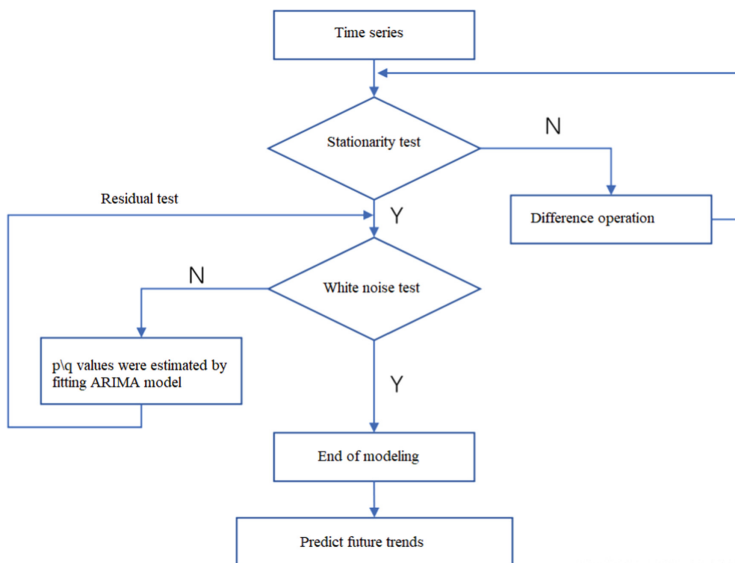 Time series
Stationarity test
N
Difference operation
Residual test
Y
White noise test
N
p\q values were estimated by
fitting ARIMA model
Y
End of modeling
Predict future trends